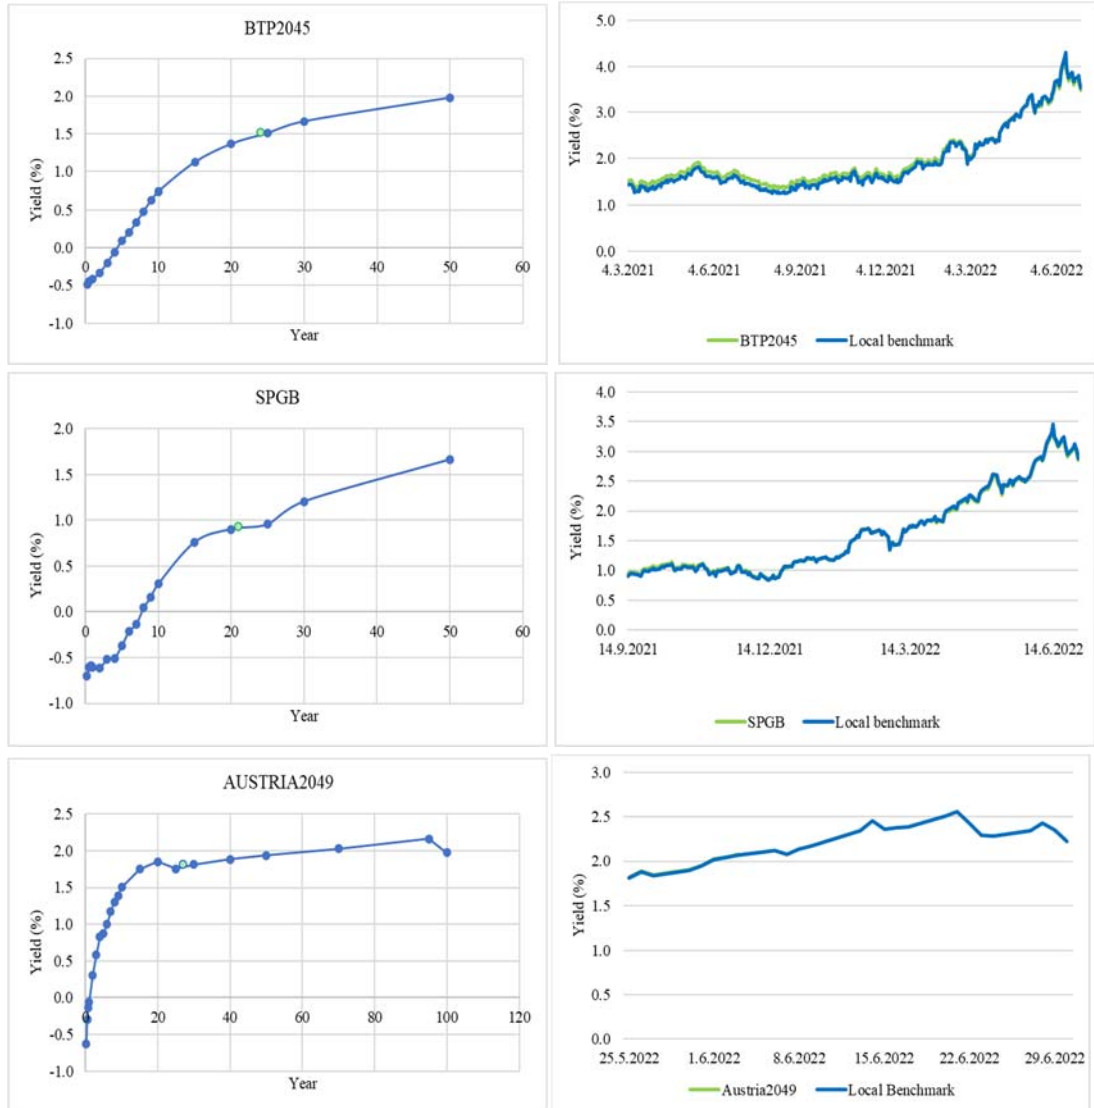 BTP2045
2.5
2.0
1.5
1.0
0.5
0.0
-0.5
-1.0
Yield (%)
0 10 20 30 40 50 60
Year
5.0
4.0
3.0
2.0
1.0
0.0
Yield (%)
4.3.2021 4.6.2021 4.9.2021 4.12.2021 4.3.2022 4.6.2022
BTP2045 Local benchmark
SPGB
2.0
1.5
1.0
0.5
0.0
-0.5
-1.0
Yield (%)
0 10 20 30 40 50 60
Year
4.0
3.5
3.0
2.5
2.0
1.5
1.0
0.5
0.0
Yield (%)
14.9.2021 14.12.2021 14.3.2022 14.6.2022
SPGB Local benchmark
AUSTRIA2049
2.5
2.0
1.5
1.0
0.5
0.0
-0.5
-1.0
Yield (%)
0 20 40 60 80 100 120
Year
3.0
2.5
2.0
1.5
1.0
0.5
0.0
Yield (%)
25.5.2022 1.6.2022 8.6.2022 15.6.2022 22.6.2022 29.6.2022
Austria2049 Local Benchmark